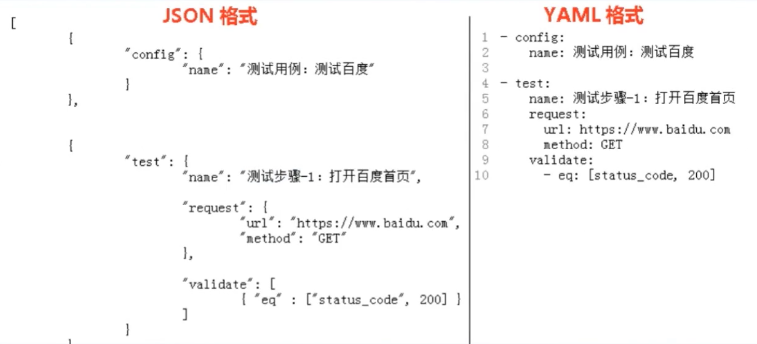 JSON 格式
[
{
"config": {
"name": "测试用例：测试百度"
}
},
{
"test": {
"name": "测试步骤-1：打开百度首页",
"request": {
"url": "https://www.baidu.com",
"method": "GET"
},
"validate": [
{ "eq" : ["status_code", 200] }
]
}
YAML 格式
1 - config:
2 name: 测试用例：测试百度
3
4 - test:
5 name: 测试步骤-1：打开百度首页
6 request:
7 url: https://www.baidu.com
8 method: GET
9 validate:
10 - eq: [status_code, 200]